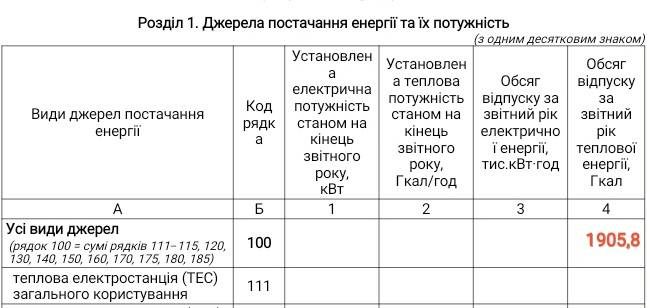 Розділ 1. Джерела постачання енергії та їх потужність
(з одним десятковим знаком)
Види джерел постачання
енергії
Код
рядк
а
Установлен
а
електрична
потужність
станом на
кінець
звітного
року,
кВт
Установлен
а теплова
потужність
станом на
кінець
звітного
року,
Гкал/год
Обсяг
відпуску за
звітний рік
електрично
ї енергії,
тис.кВт·год
Обсяг
відпуску
за
звітний
рік
теплової
енергії,
Гкал
А Б 1 2 3 4
Усі види джерел
(рядок 100 = сумі рядків 111–115, 120,
130, 140, 150, 160, 170, 175, 180, 185)
100
1905,8
теплова електростанція (ТЕС)
загального користування
111